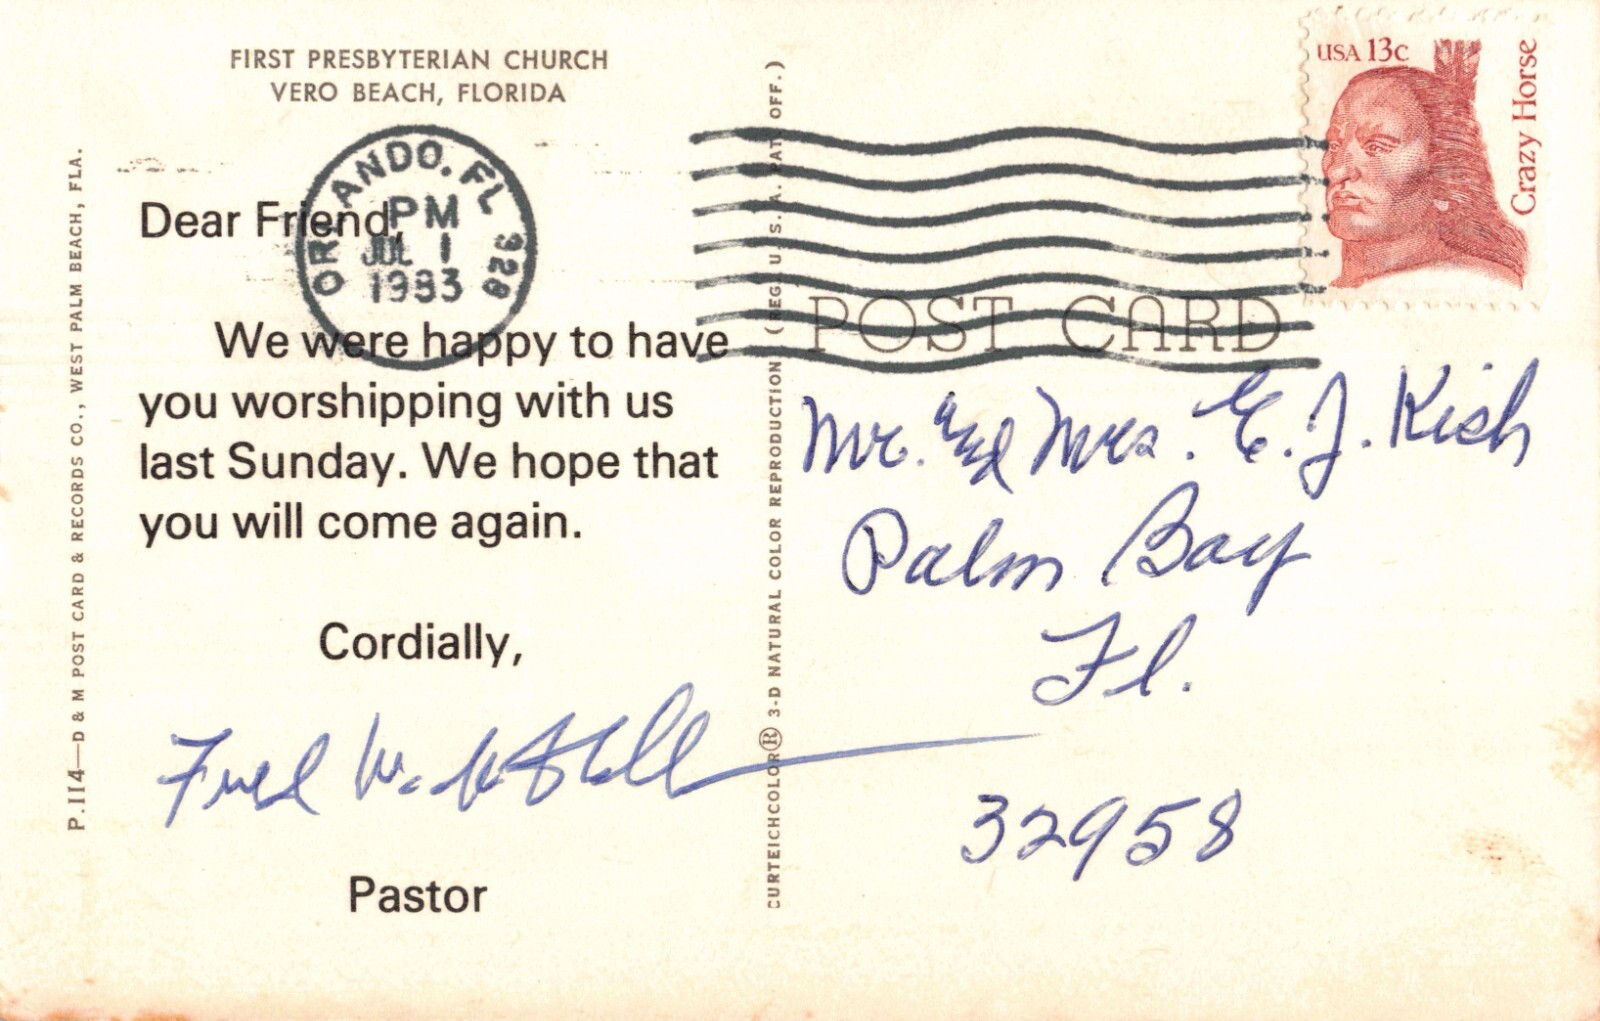 FIRST PRESBYTERIAN CHURCH
VERO BEACH, FLORIDA
P.114—D & M POST CARD & RECORDS CO., WEST PALM BEACH, FLA.
ORLANDO, FL 328
PM
JUL 1
1983
Dear Friend,
We were happy to have
you worshipping with us
last Sunday. We hope that
you will come again.
Cordially,
Fred W.
Pastor
CURTEICHCOLOR® 3-D NATURAL COLOR REPRODUCTION (REG. U. S. A. PAT. OFF.)
USA 13c
Crazy Horse
POST CARD
Mr. and Mrs. E. J. Kish
Palm Bay
Fl.
32958